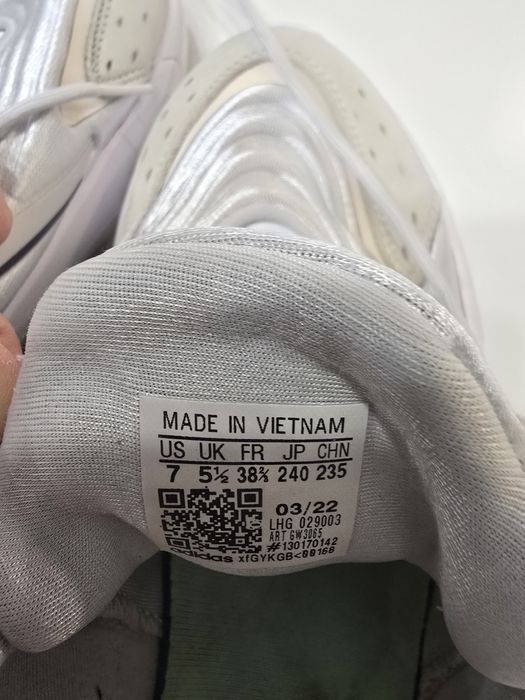 MADE IN VIETNAM
US UK FR JP CHN
7 5½ 38⅔ 240 235
03/22
LHG 029003
ART GW3065
#130170142
adidas xfGYKGB<00168